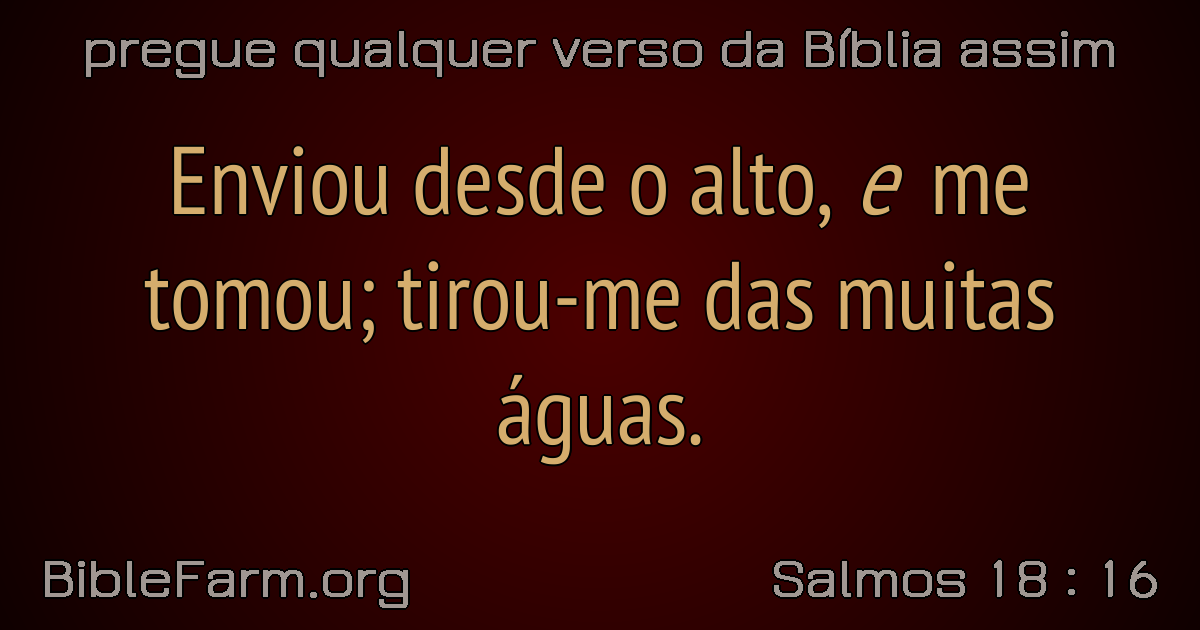 pregue qualquer verso da Bíblia assim
Enviou desde o alto, e me
tomou; tirou-me das muitas
águas.
BibleFarm.org
Salmos 18 : 16